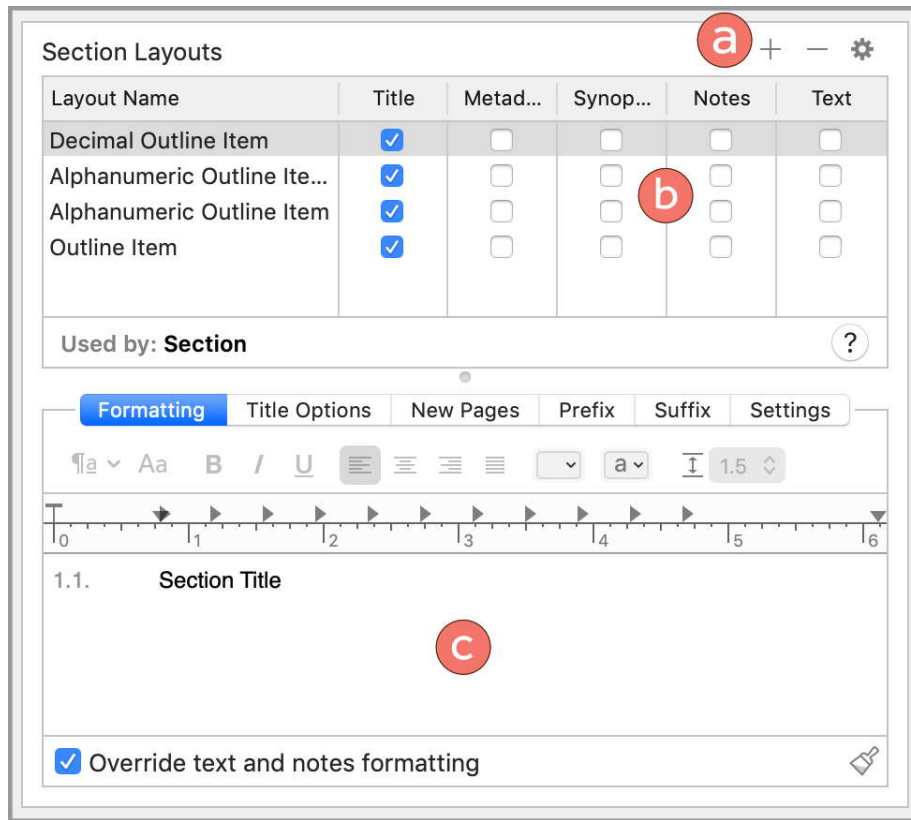 Section Layouts a + −
Layout Name Title Metad... Synop... Notes Text
Decimal Outline Item
Alphanumeric Outline Ite...
b
Alphanumeric Outline Item
Outline Item
Used by: Section ?
Formatting Title Options New Pages Prefix Suffix Settings
¶a Aa B I U a 1.5
0 1 2 3 4 5 6
1.1. Section Title
c
Override text and notes formatting